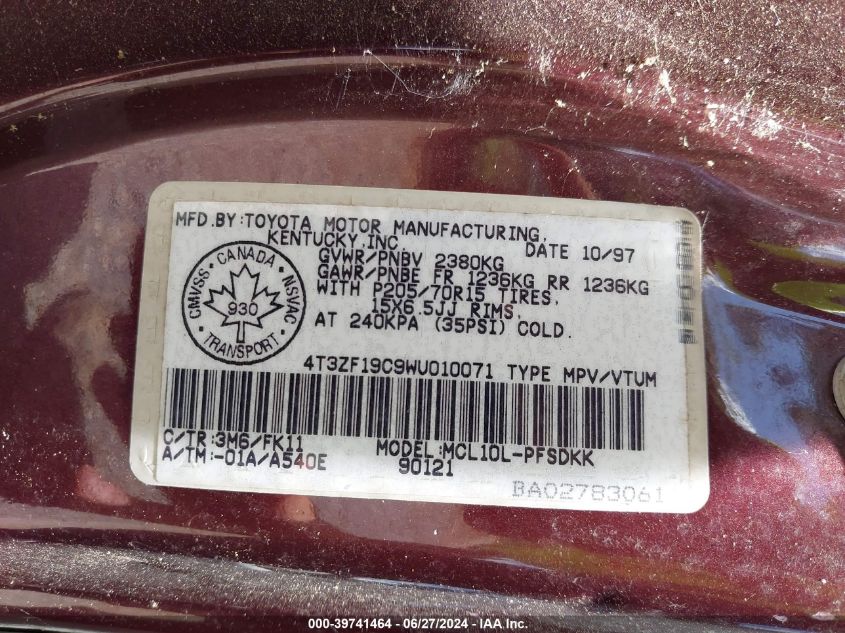 MFD.BY:TOYOTA MOTOR MANUFACTURING,
KENTUCKY,INC. DATE 10/97
GVWR/PNBV 2380KG
GAWR/PNBE FR 1236KG RR 1236KG
WITH P205/70R15 TIRES,
15X6.5JJ RIMS,
AT 240KPA (35PSI) COLD.
CMVSS · CANADA · NSVAC · TRANSPORT ·
930
4T3ZF19C9WU010071 TYPE MPV/VTUM
C/TR:3M6/FK11 MODEL:MCL10L-PFSDKK
A/TM:-01A/A540E 90121
BA02783061
000-39741464 - 06/27/2024 - IAA, Inc.